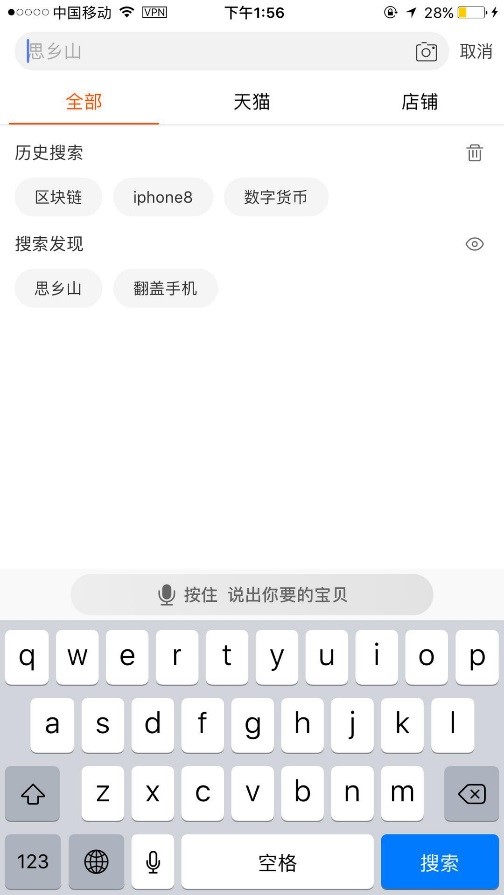 中国移动 VPN 下午1:56 28%
思乡山 取消
全部 天猫 店铺
历史搜索
区块链 iphone8 数字货币
搜索发现
思乡山 翻盖手机
按住 说出你要的宝贝
q w e r t y u i o p
a s d f g h j k l
z x c v b n m
123 空格 搜索